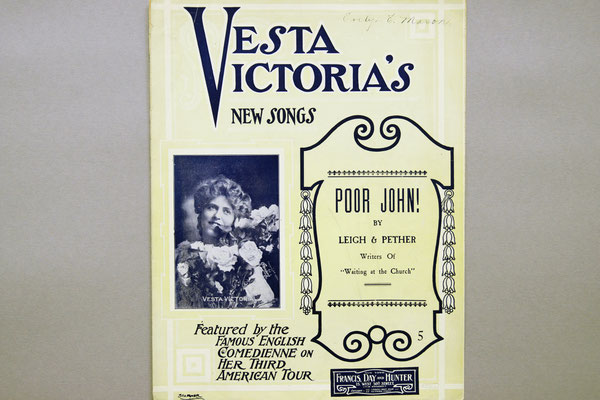 VESTA
VICTORIA'S
NEW SONGS
POOR JOHN!
BY
LEIGH & PETHER
Writers Of
"Waiting at the Church"
VESTA VICTORIA
Featured by the
FAMOUS ENGLISH
COMEDIENNE ON
HER THIRD
AMERICAN TOUR
5
FRANCIS, DAY AND HUNTER